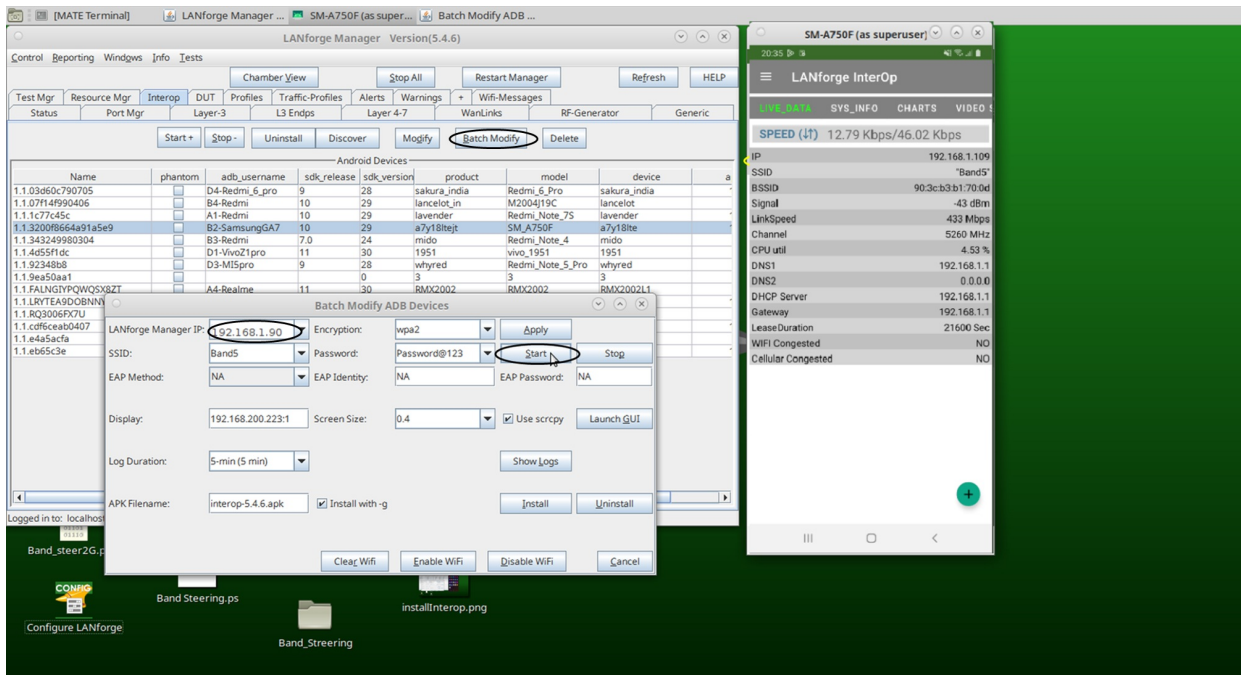 [MATE Terminal] LANforge Manager ... SM-A750F (as super... Batch Modify ADB ...
LANforge Manager Version(5.4.6)
Control Reporting Windows Info Tests
Chamber View Stop All Restart Manager Refresh HELP
Test Mgr Resource Mgr Interop DUT Profiles Traffic-Profiles Alerts Warnings + Wifi-Messages
Status Port Mgr Layer-3 L3 Endps Layer 4-7 WanLinks RF-Generator Generic
Start + Stop - Uninstall Discover Modify Batch Modify Delete
Android Devices
Name phantom adb_username sdk_release sdk_version product model device a
1.1.03d60c790705 D4-Redmi_6_pro 9 28 sakura_india Redmi_6_Pro sakura_india
1.1.07f14f990406 B4-Redmi 10 29 lancelot_in M2004J19C lancelot
1.1.1c77c45c A1-Redmi 10 29 lavender Redmi_Note_7S lavender
1.1.3200f8664a91a5e9 B2-SamsungGA7 10 29 a7y18ltejt SM_A750F a7y18lte
1.1.343249980304 B3-Redmi 7.0 24 mido Redmi_Note_4 mido
1.1.4d55f1dc D1-VivoZ1pro 11 30 1951 vivo_1951 1951
1.1.92348b8 D3-MI5pro 9 28 whyred Redmi_Note_5_Pro whyred
1.1.9ea50aa1 0 3 3 3
1.1.FALNGIYPQWQSX8ZT A4-Realme 11 30 RMX2002 RMX2002 RMX2002L1
1.1.LRYTEA9DOBNNY
1.1.RQ3006FX7U
1.1.cdf6ceab0407
1.1.e4a5acfa
1.1.eb65c3e
Logged in to: localhost
Batch Modify ADB Devices
LANforge Manager IP: 192.168.1.90 Encryption: wpa2 Apply
SSID: Band5 Password: Password@123 Start Stop
EAP Method: NA EAP Identity: NA EAP Password: NA
Display: 192.168.200.223:1 Screen Size: 0.4 Use scrcpy Launch GUI
Log Duration: 5-min (5 min) Show Logs
APK Filename: interop-5.4.6.apk Install with -g Install Uninstall
Clear Wifi Enable WiFi Disable WiFi Cancel
SM-A750F (as superuser)
20:35
LANforge InterOp
LIVE_DATA SYS_INFO CHARTS VIDEO S
SPEED (↓↑) 12.79 Kbps/46.02 Kbps
IP 192.168.1.109
SSID "Band5"
BSSID 90:3c:b3:b1:70:0d
Signal -43 dBm
LinkSpeed 433 Mbps
Channel 5260 MHz
CPU util 4.53 %
DNS1 192.168.1.1
DNS2 0.0.0.0
DHCP Server 192.168.1.1
Gateway 192.168.1.1
LeaseDuration 21600 Sec
WIFI Congested NO
Cellular Congested NO
+
Band_steer2G.p
CONFIG
Configure LANforge
Band Steering.ps
Band_Streering
installInterop.png